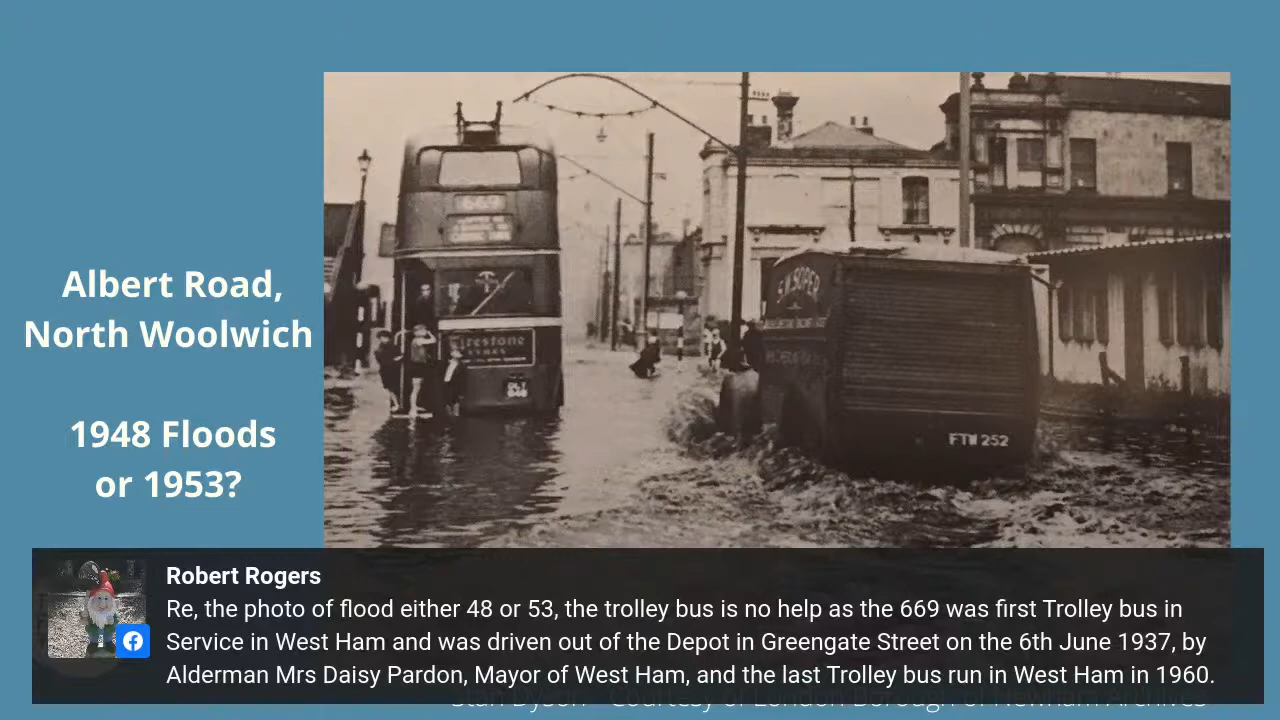 Albert Road,
North Woolwich
1948 Floods
or 1953?
669
Firestone
TYRES
S.W. SOPER
FTW 252
Robert Rogers
Re, the photo of flood either 48 or 53, the trolley bus is no help as the 669 was first Trolley bus in
Service in West Ham and was driven out of the Depot in Greengate Street on the 6th June 1937, by
Alderman Mrs Daisy Pardon, Mayor of West Ham, and the last Trolley bus run in West Ham in 1960.
Stan Dyson - Courtesy of London Borough of Newham Archives